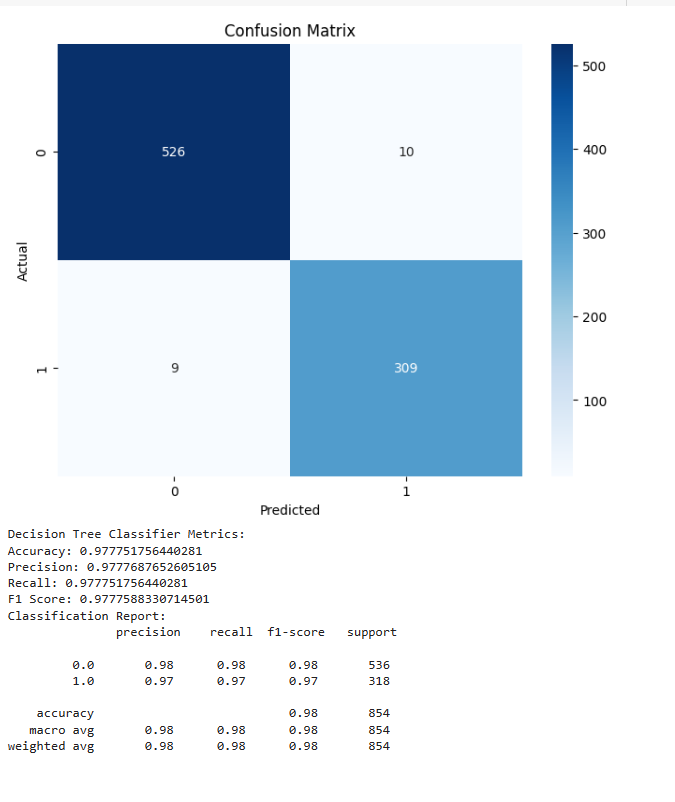 Confusion Matrix
526 10
9 309
0
1
Actual
0 1
Predicted
500
400
300
200
100
Decision Tree Classifier Metrics:
Accuracy: 0.977751756440281
Precision: 0.9777687652605105
Recall: 0.977751756440281
F1 Score: 0.9777588330714501
Classification Report:
precision recall f1-score support
0.0 0.98 0.98 0.98 536
1.0 0.97 0.97 0.97 318
accuracy 0.98 854
macro avg 0.98 0.98 0.98 854
weighted avg 0.98 0.98 0.98 854